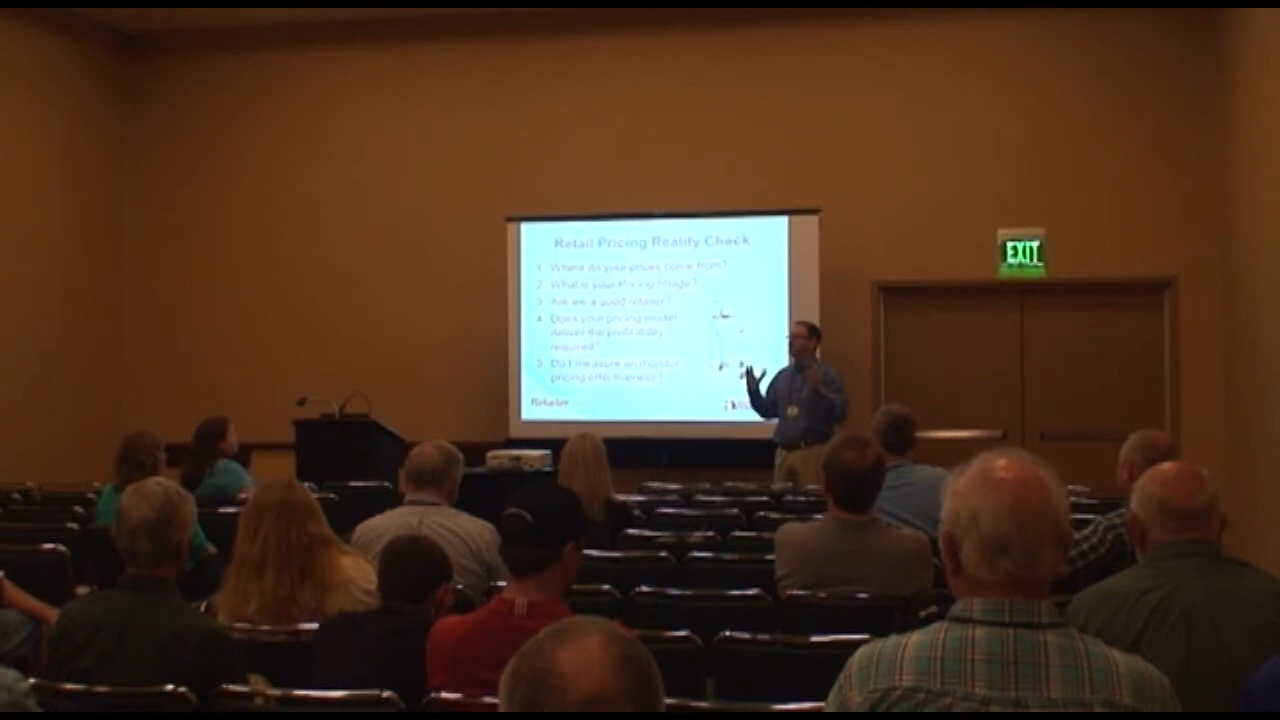 Retail Pricing Reality Check
1. Where do your prices come from?
2. What is your Pricing Image?
3. Are we a good retailer?
4. Does your pricing model
deliver the profitability
required?
5. Do I measure an monitor
pricing effectiveness?
Retailer
EXIT